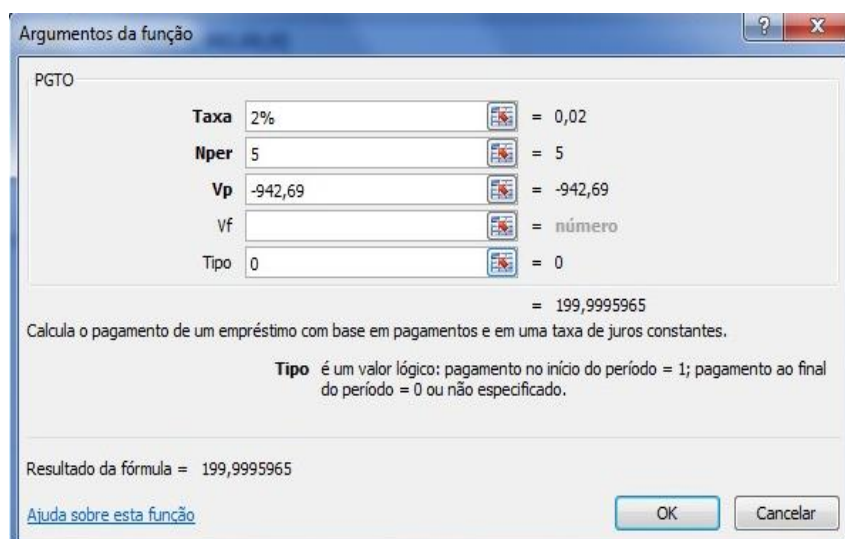 Argumentos da função
PGTO
Taxa 2% = 0,02
Nper 5 = 5
Vp -942,69 = -942,69
Vf = número
Tipo 0 = 0
= 199,9995965
Calcula o pagamento de um empréstimo com base em pagamentos e em uma taxa de juros constantes.
Tipo é um valor lógico: pagamento no início do período = 1; pagamento ao final
do período = 0 ou não especificado.
Resultado da fórmula = 199,9995965
Ajuda sobre esta função OK Cancelar